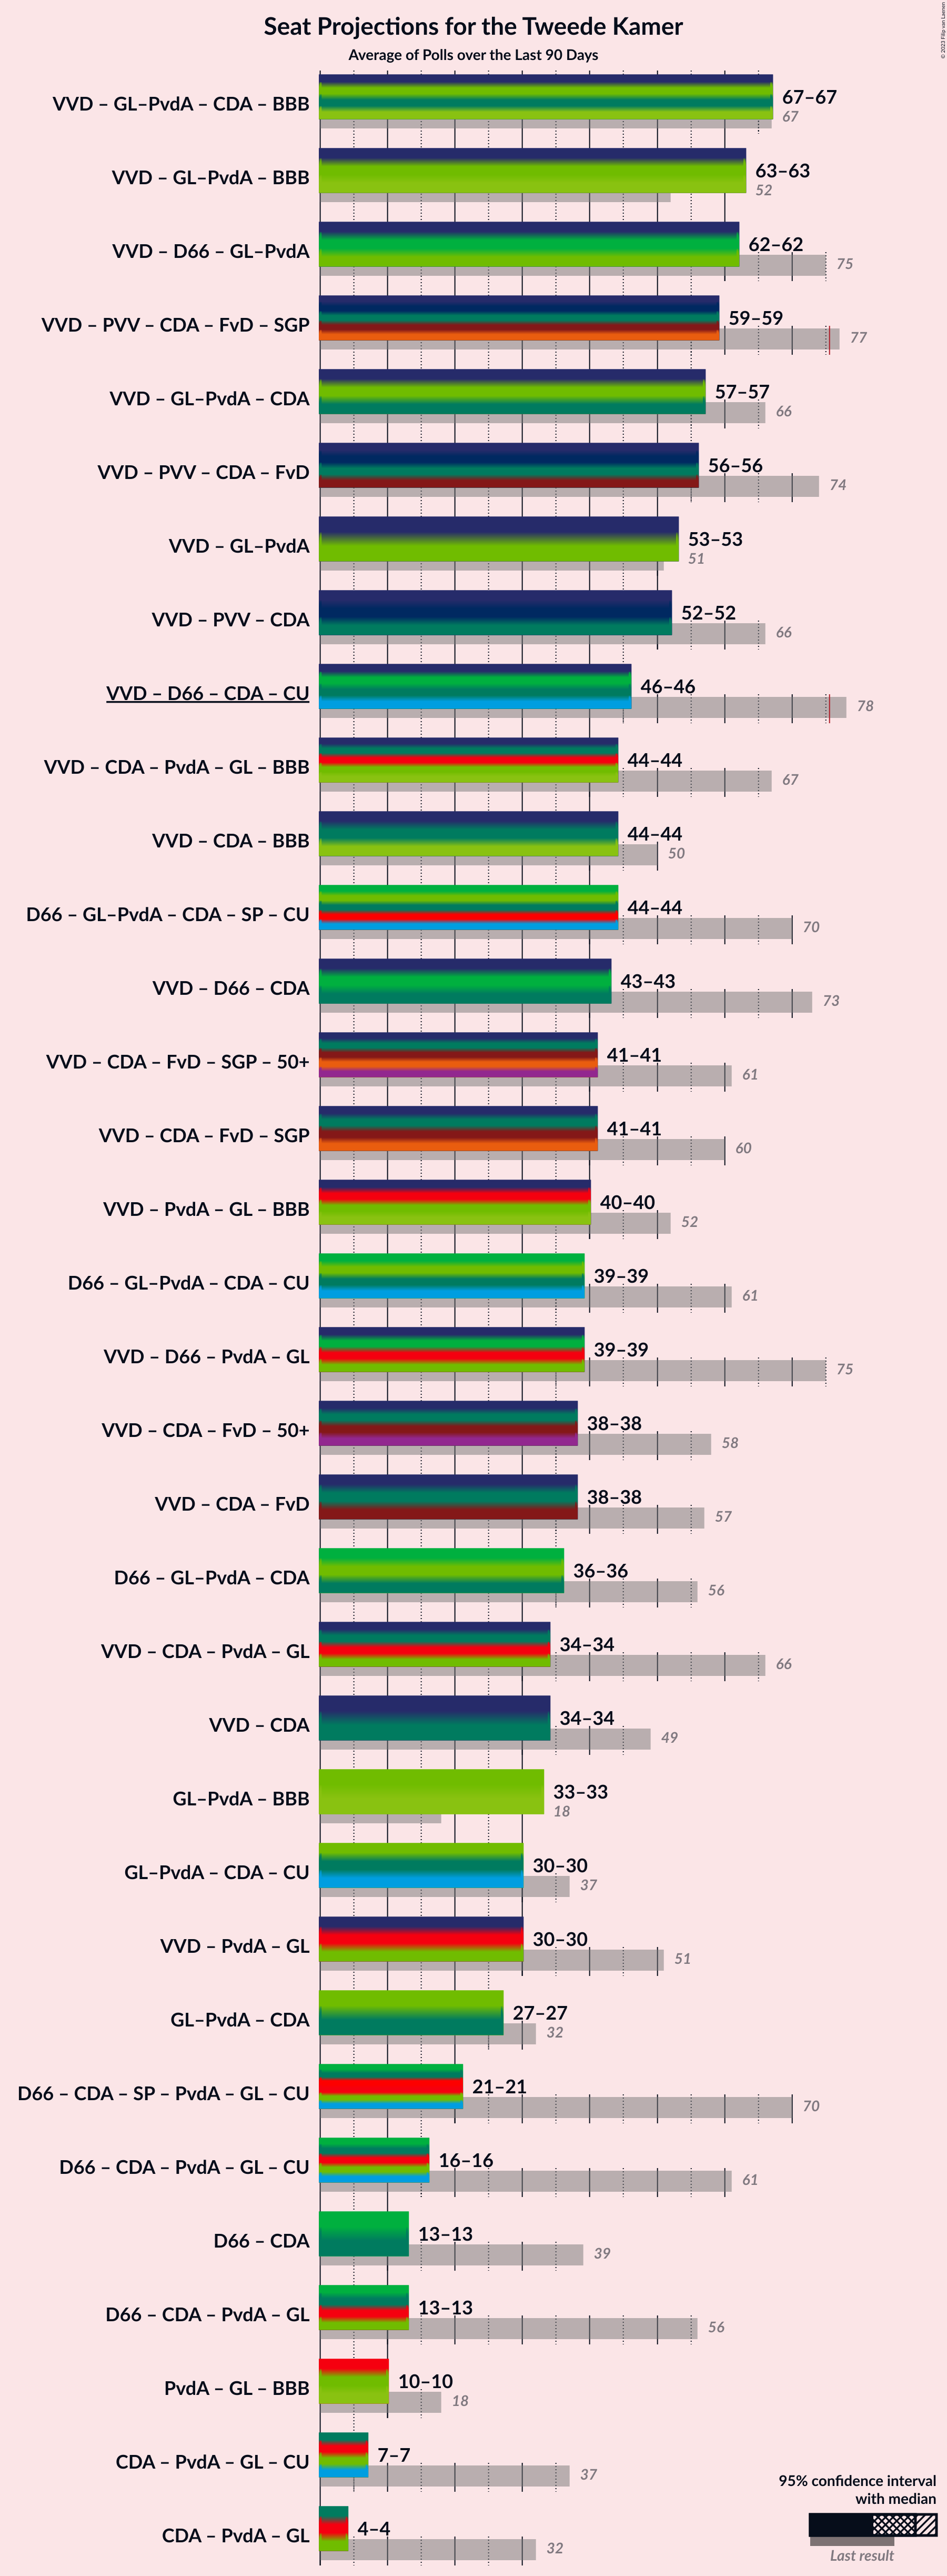 Seat Projections for the Tweede Kamer
Average of Polls over the Last 90 Days
© 2023 Filip van Laenen
VVD – GL–PvdA – CDA – BBB
67–67
67
VVD – GL–PvdA – BBB
63–63
52
VVD – D66 – GL–PvdA
62–62
75
VVD – PVV – CDA – FvD – SGP
59–59
77
VVD – GL–PvdA – CDA
57–57
66
VVD – PVV – CDA – FvD
56–56
74
VVD – GL–PvdA
53–53
51
VVD – PVV – CDA
52–52
66
VVD – D66 – CDA – CU
46–46
78
VVD – CDA – PvdA – GL – BBB
44–44
67
VVD – CDA – BBB
44–44
50
D66 – GL–PvdA – CDA – SP – CU
44–44
70
VVD – D66 – CDA
43–43
73
VVD – CDA – FvD – SGP – 50+
41–41
61
VVD – CDA – FvD – SGP
41–41
60
VVD – PvdA – GL – BBB
40–40
52
D66 – GL–PvdA – CDA – CU
39–39
61
VVD – D66 – PvdA – GL
39–39
75
VVD – CDA – FvD – 50+
38–38
58
VVD – CDA – FvD
38–38
57
D66 – GL–PvdA – CDA
36–36
56
VVD – CDA – PvdA – GL
34–34
66
VVD – CDA
34–34
49
GL–PvdA – BBB
33–33
18
GL–PvdA – CDA – CU
30–30
37
VVD – PvdA – GL
30–30
51
GL–PvdA – CDA
27–27
32
D66 – CDA – SP – PvdA – GL – CU
21–21
70
D66 – CDA – PvdA – GL – CU
16–16
61
D66 – CDA
13–13
39
D66 – CDA – PvdA – GL
13–13
56
PvdA – GL – BBB
10–10
18
CDA – PvdA – GL – CU
7–7
37
CDA – PvdA – GL
4–4
32
95% confidence interval
with median
Last result